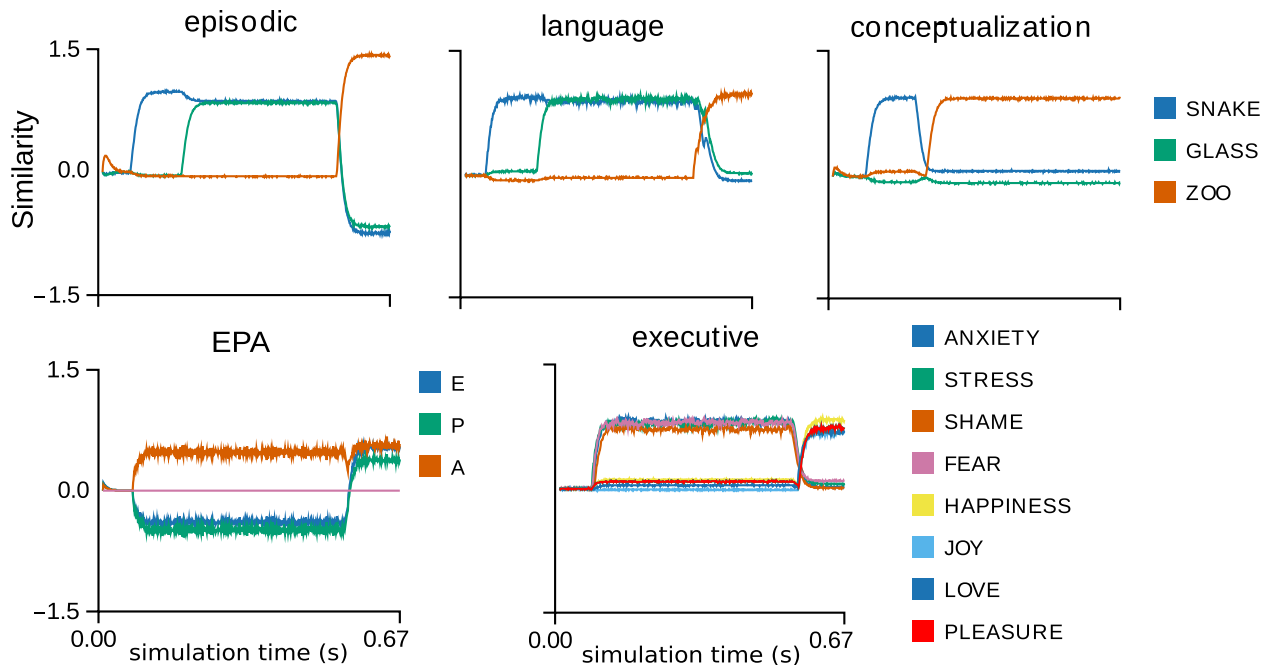 episodic
language
conceptualization
1.5
0.0
−1.5
Similarity
SNAKE
GLASS
ZOO
EPA
executive
1.5
0.0
−1.5
E
P
A
ANXIETY
STRESS
SHAME
FEAR
HAPPINESS
JOY
LOVE
PLEASURE
0.00
0.67
simulation time (s)
0.00
0.67
simulation time (s)